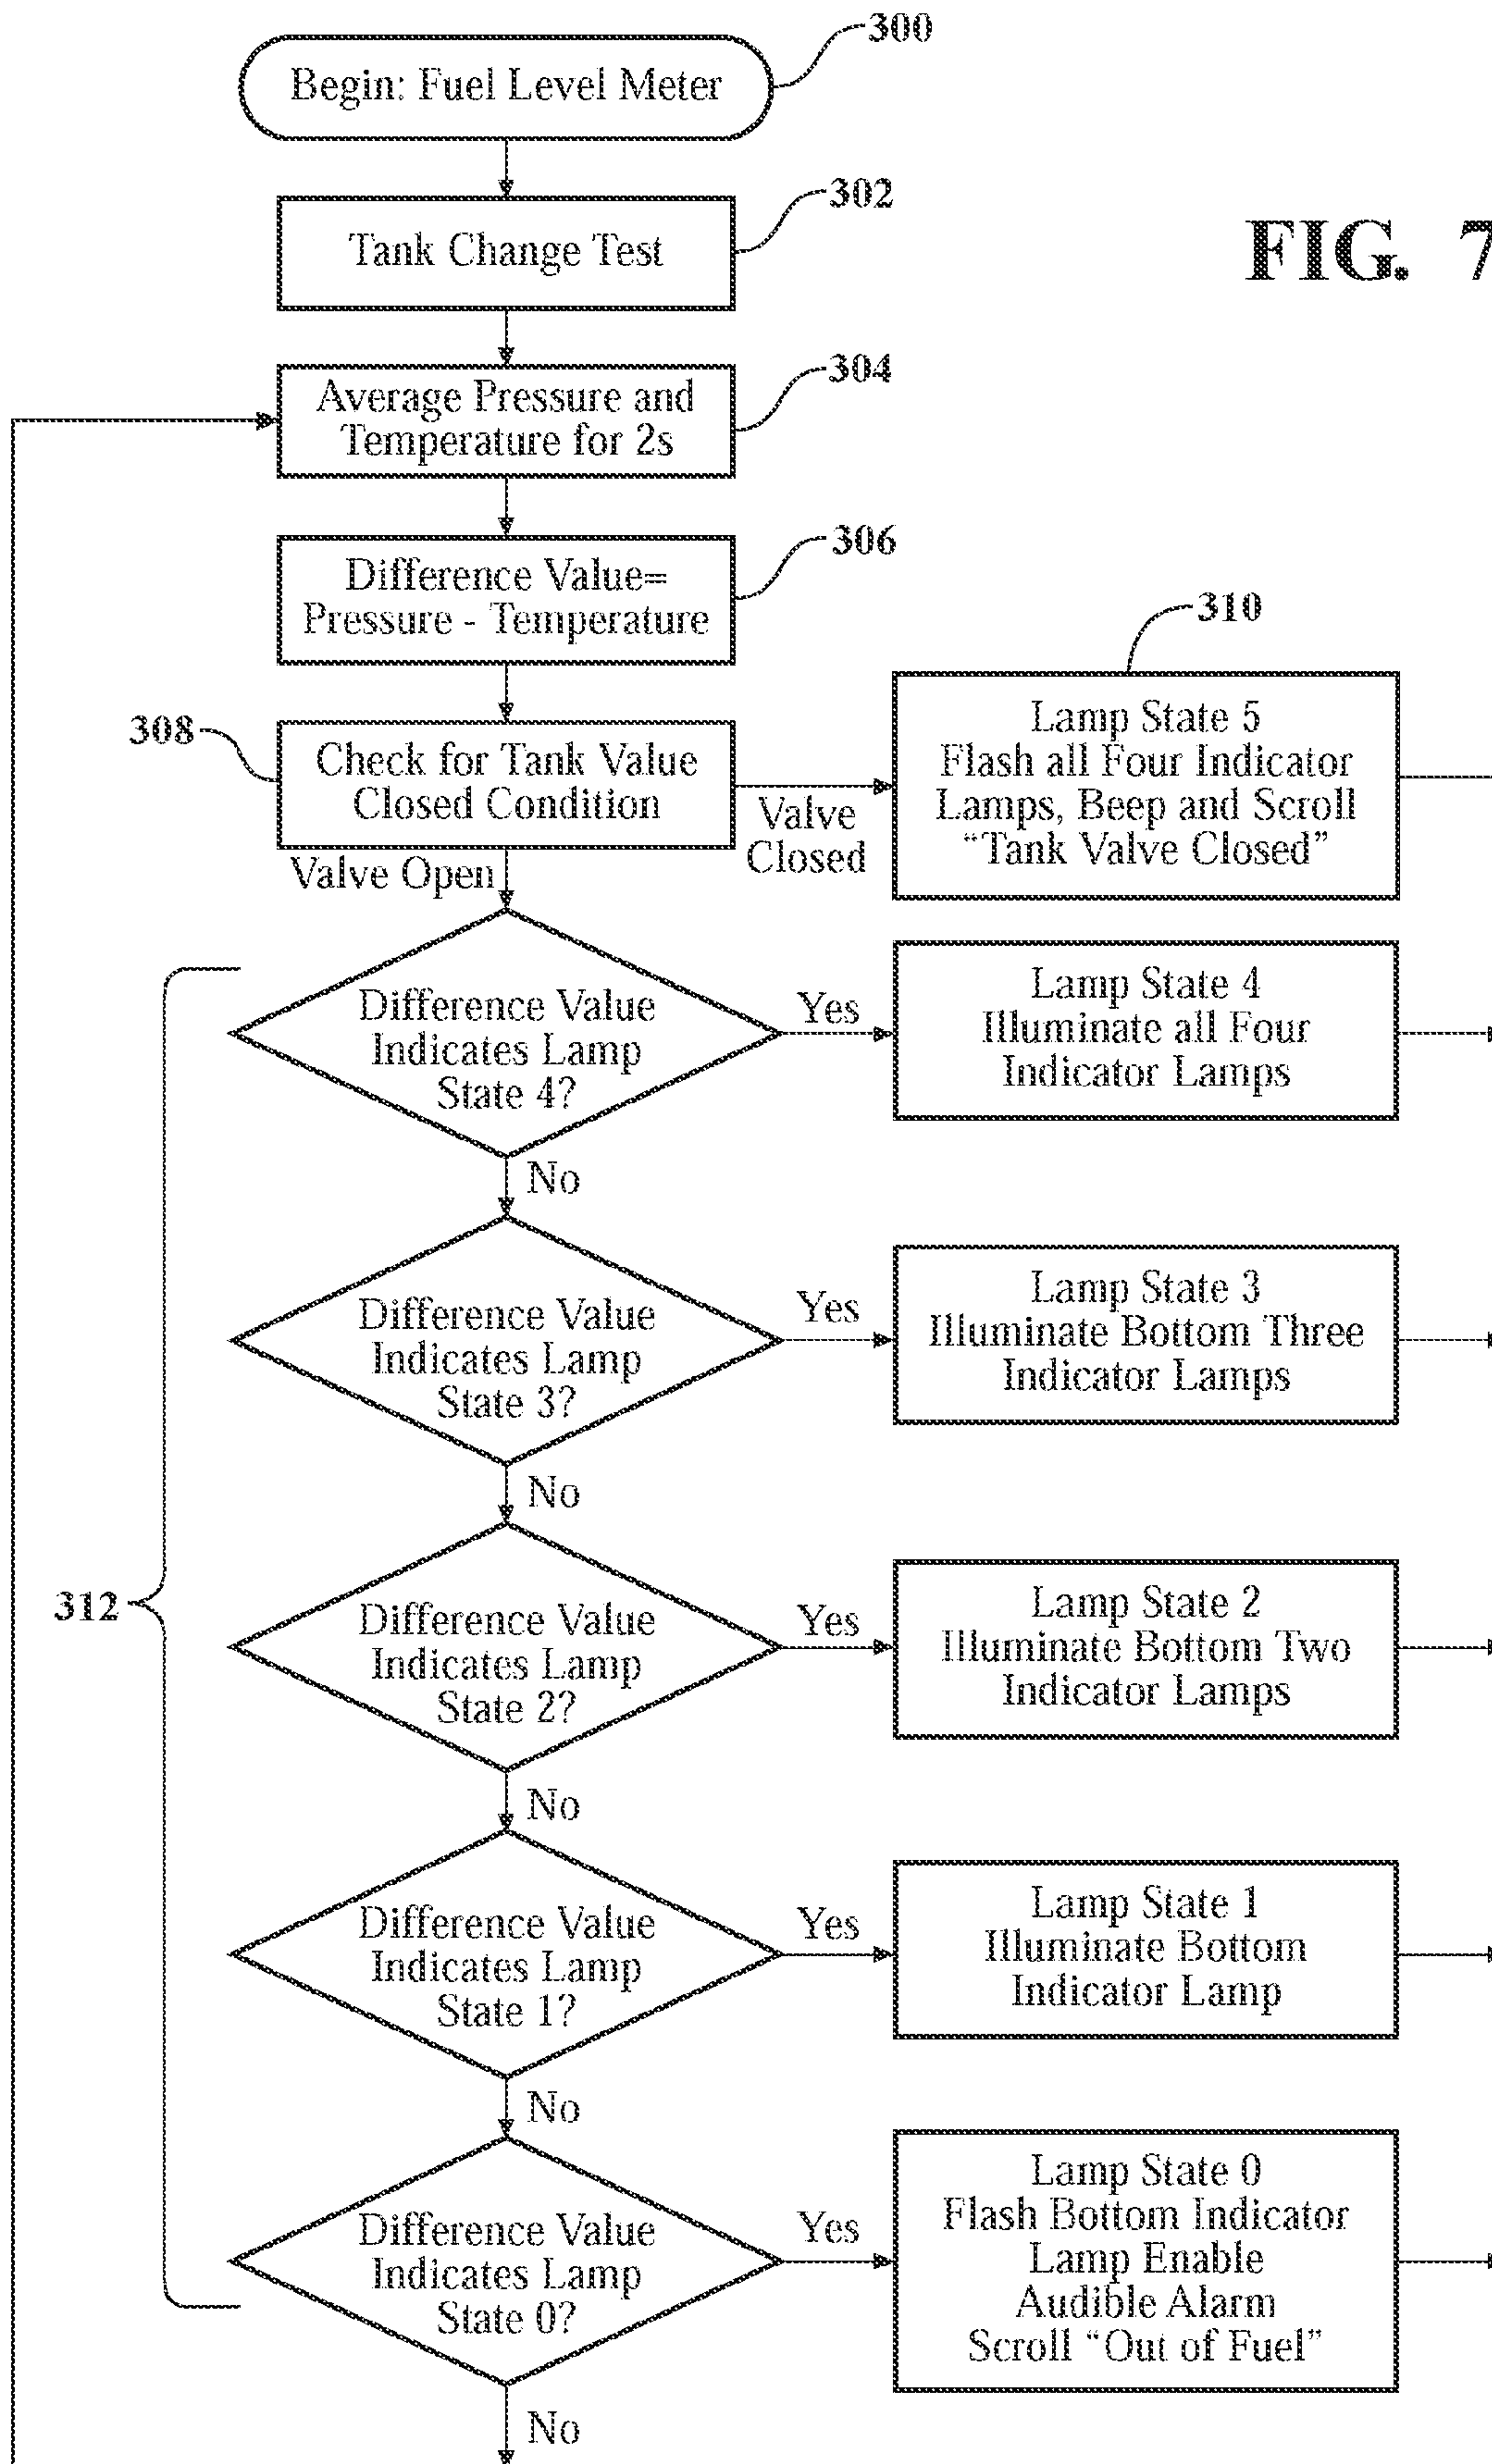 300
Begin: Fuel Level Meter
302
Tank Change Test
FIG. 7
304
Average Pressure and
Temperature for 2s
306
Difference Value=
Pressure - Temperature
308
Check for Tank Value
Closed Condition
Valve
Closed
310
Lamp State 5
Flash all Four Indicator
Lamps, Beep and Scroll
“Tank Valve Closed”
Valve Open
312
Difference Value
Indicates Lamp
State 4?
Yes
Lamp State 4
Illuminate all Four
Indicator Lamps
No
Difference Value
Indicates Lamp
State 3?
Yes
Lamp State 3
Illuminate Bottom Three
Indicator Lamps
No
Difference Value
Indicates Lamp
State 2?
Yes
Lamp State 2
Illuminate Bottom Two
Indicator Lamps
No
Difference Value
Indicates Lamp
State 1?
Yes
Lamp State 1
Illuminate Bottom
Indicator Lamp
No
Difference Value
Indicates Lamp
State 0?
Yes
Lamp State 0
Flash Bottom Indicator
Lamp Enable
Audible Alarm
Scroll “Out of Fuel”
No